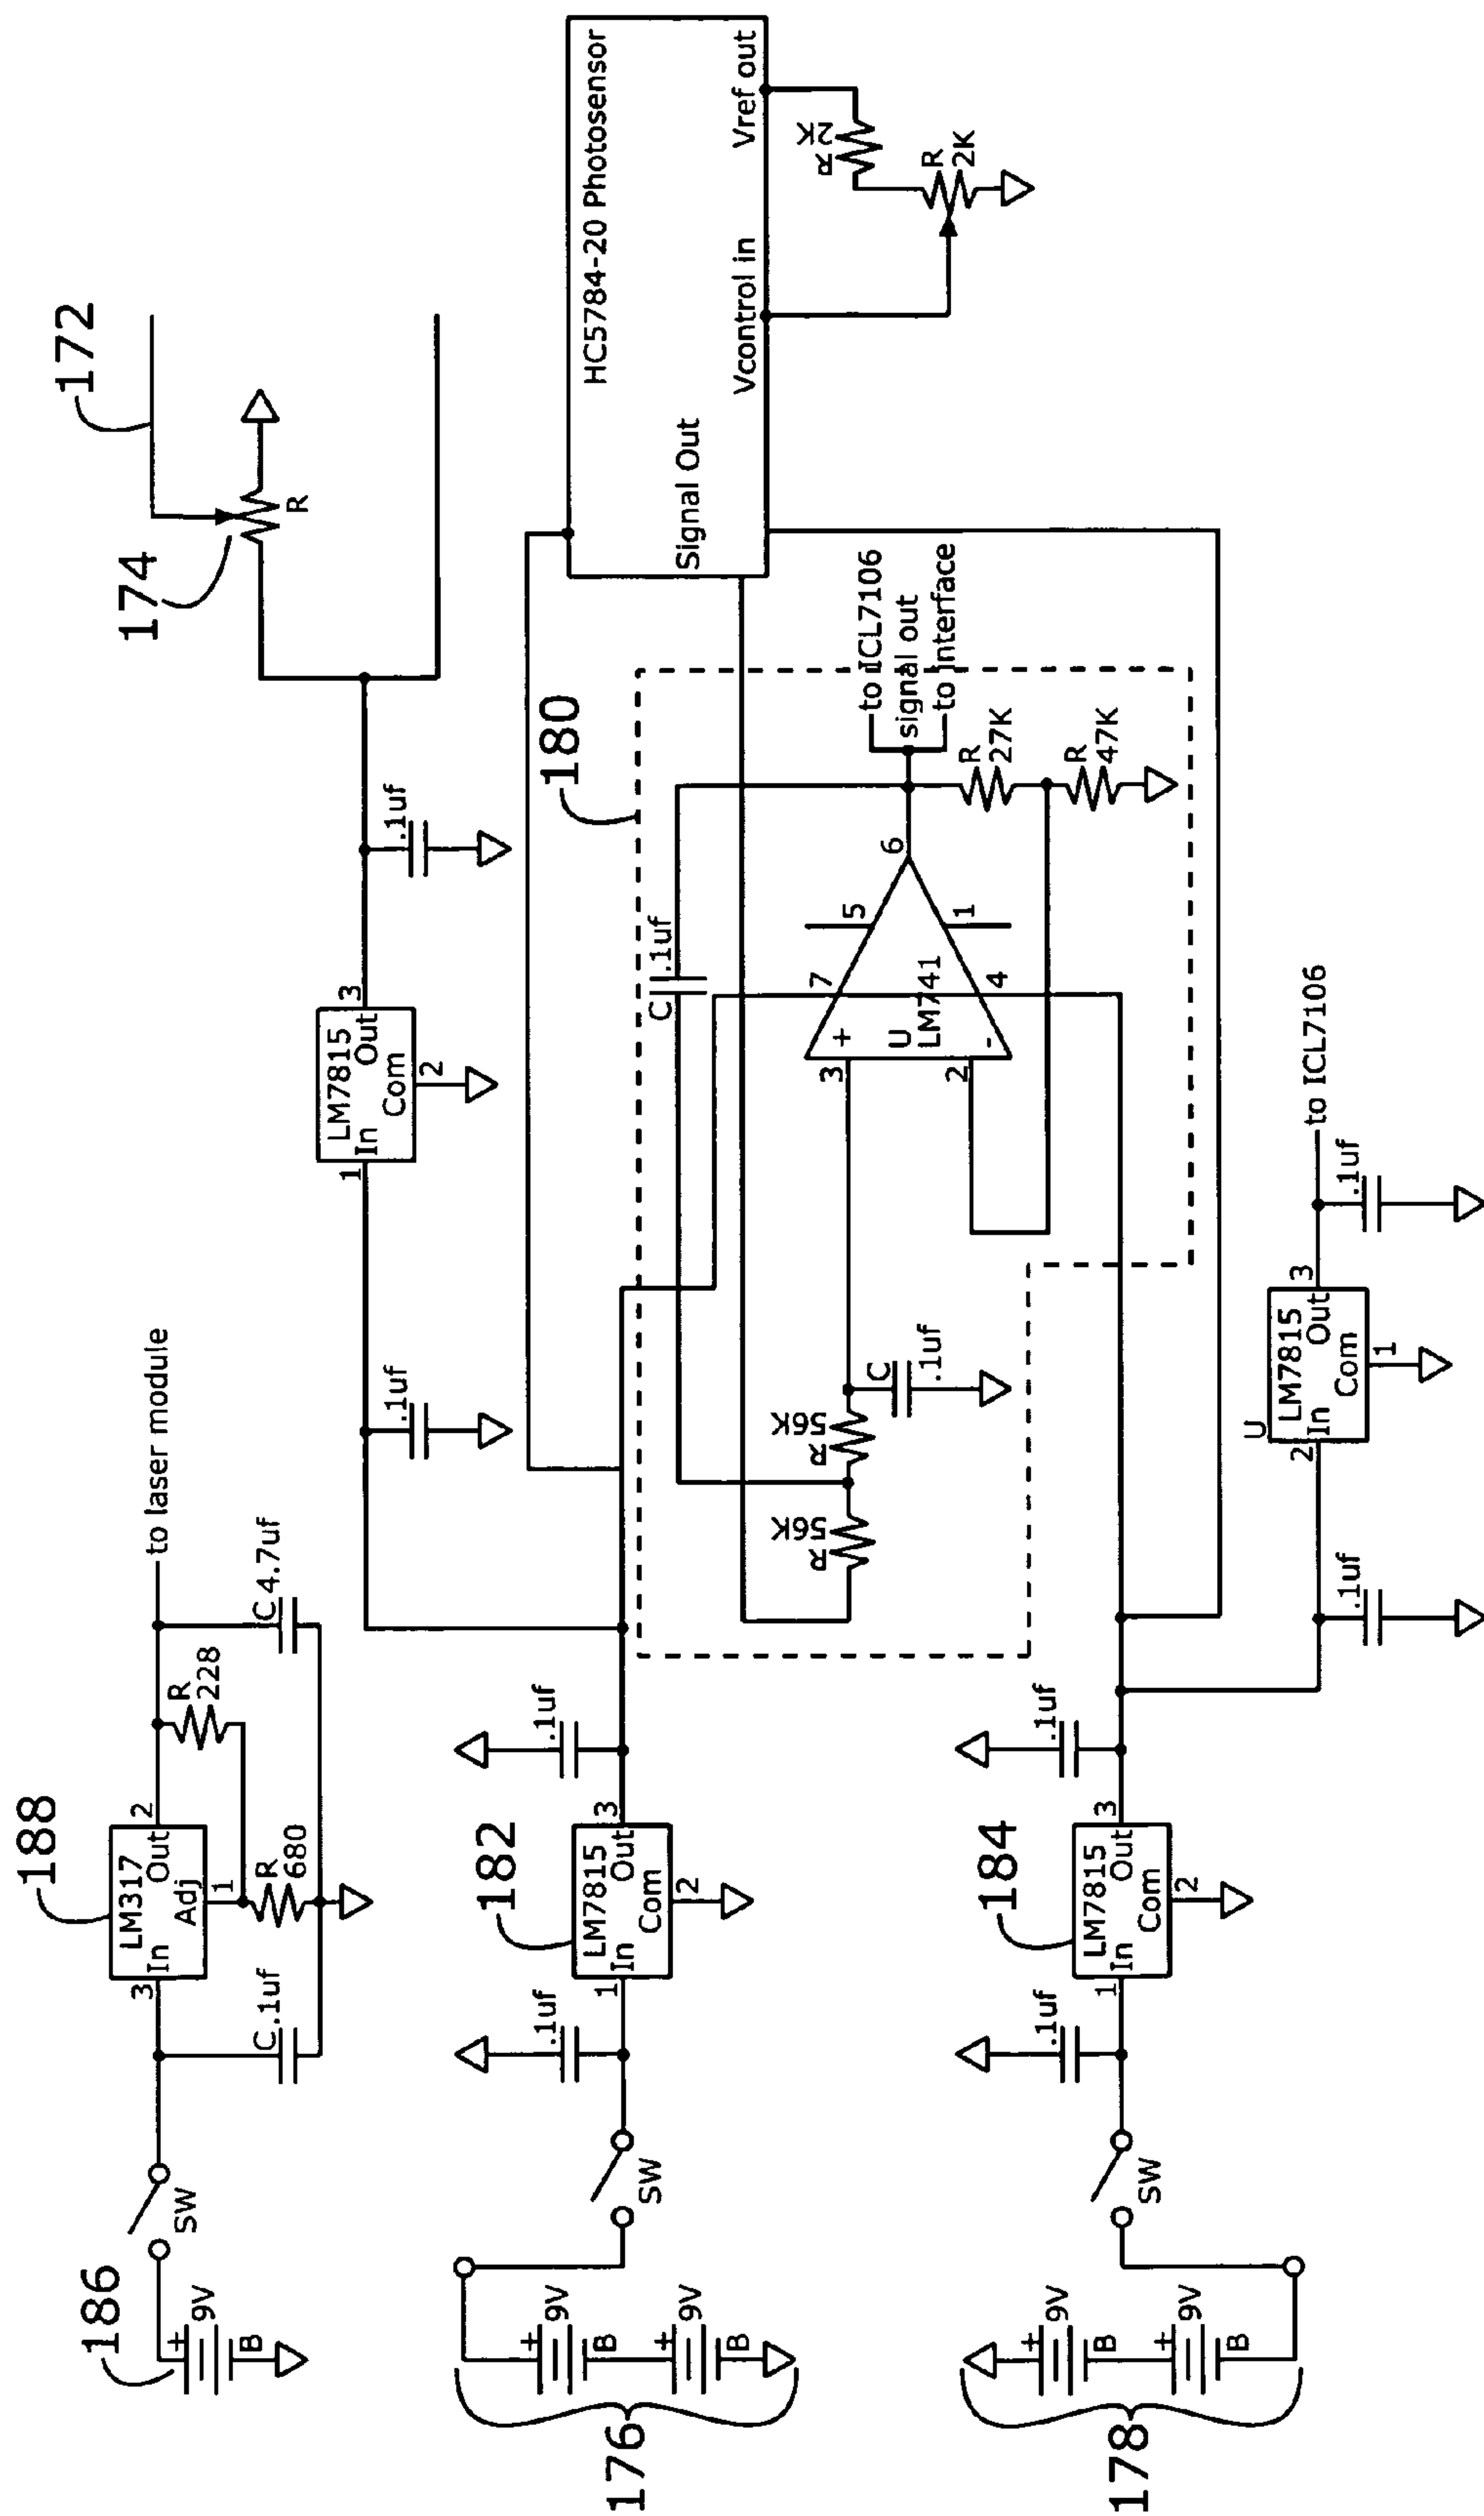 188
186
9V
+
B
SW
3
LM317
In
Out
Adj
2
1
C .1uf
R
680
R
228
C 4.7uf
to laser module
172
174
R
LM7815
In
Out
Com
1
3
2
.1uf
.1uf
176
+
9V
B
+
9V
B
SW
.1uf
182
LM7815
In
Out
Com
1
3
2
.1uf
180
C
.1uf
R
56K
R
56K
C
.1uf
3
2
+
-
U
LM741
7
4
5
1
6
to ICL7106
signal out
to interface
R
27K
R
47K
HC5784-20 Photosensor
Signal Out
Vcontrol in
Vref out
R
2K
R
2K
178
+
9V
B
+
9V
B
SW
.1uf
184
LM7815
In
Out
Com
1
3
2
.1uf
.1uf
U
LM7815
In
Out
Com
2
3
1
.1uf
to ICL7106